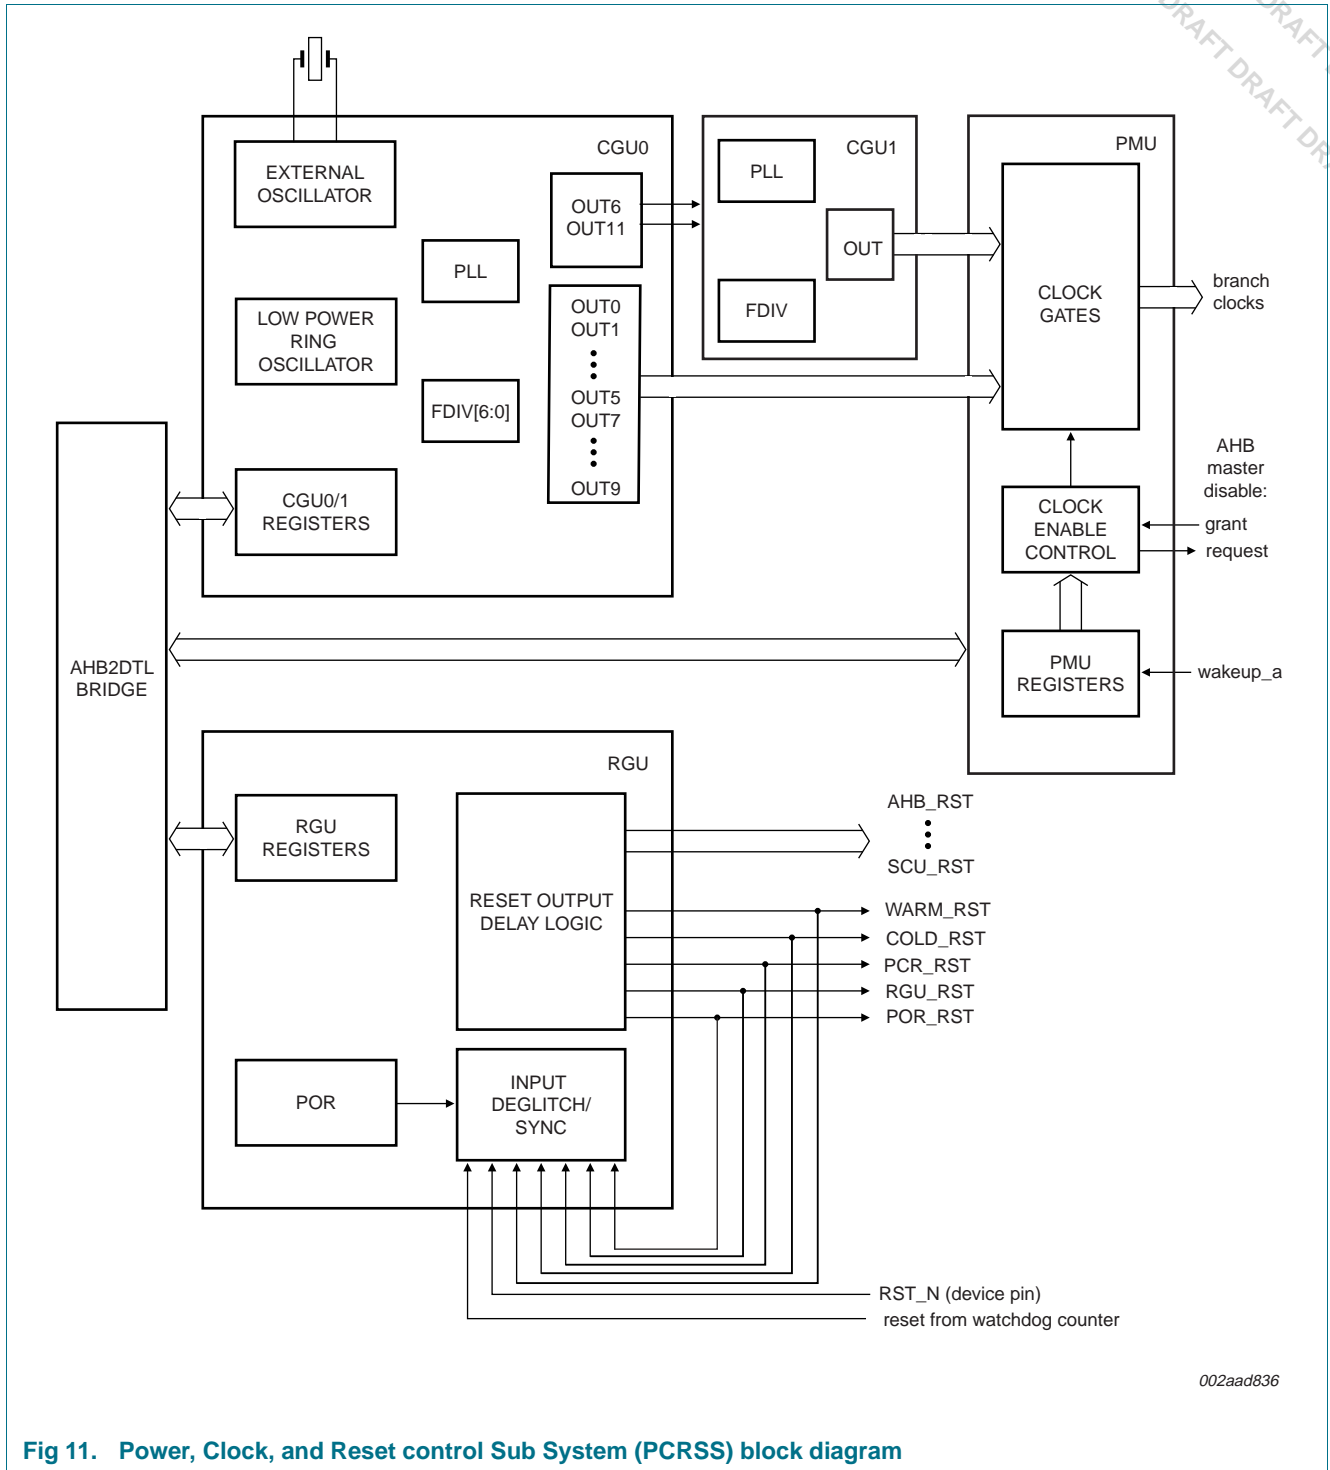 DRAFT DRAFT DRA
DRAFT
EXTERNAL
OSCILLATOR
CGU0
OUT6
OUT11
PLL
LOW POWER
RING
OSCILLATOR
FDIV[6:0]
OUT0
OUT1
OUT5
OUT7
OUT9
CGU0/1
REGISTERS
CGU1
PLL
OUT
FDIV
PMU
CLOCK
GATES
branch
clocks
AHB
master
disable:
CLOCK
ENABLE
CONTROL
grant
request
PMU
REGISTERS
wakeup_a
AHB2DTL
BRIDGE
RGU
RGU
REGISTERS
RESET OUTPUT
DELAY LOGIC
AHB_RST
SCU_RST
WARM_RST
COLD_RST
PCR_RST
RGU_RST
POR_RST
POR
INPUT
DEGLITCH/
SYNC
RST_N (device pin)
reset from watchdog counter
002aad836
Fig 11. Power, Clock, and Reset control Sub System (PCRSS) block diagram